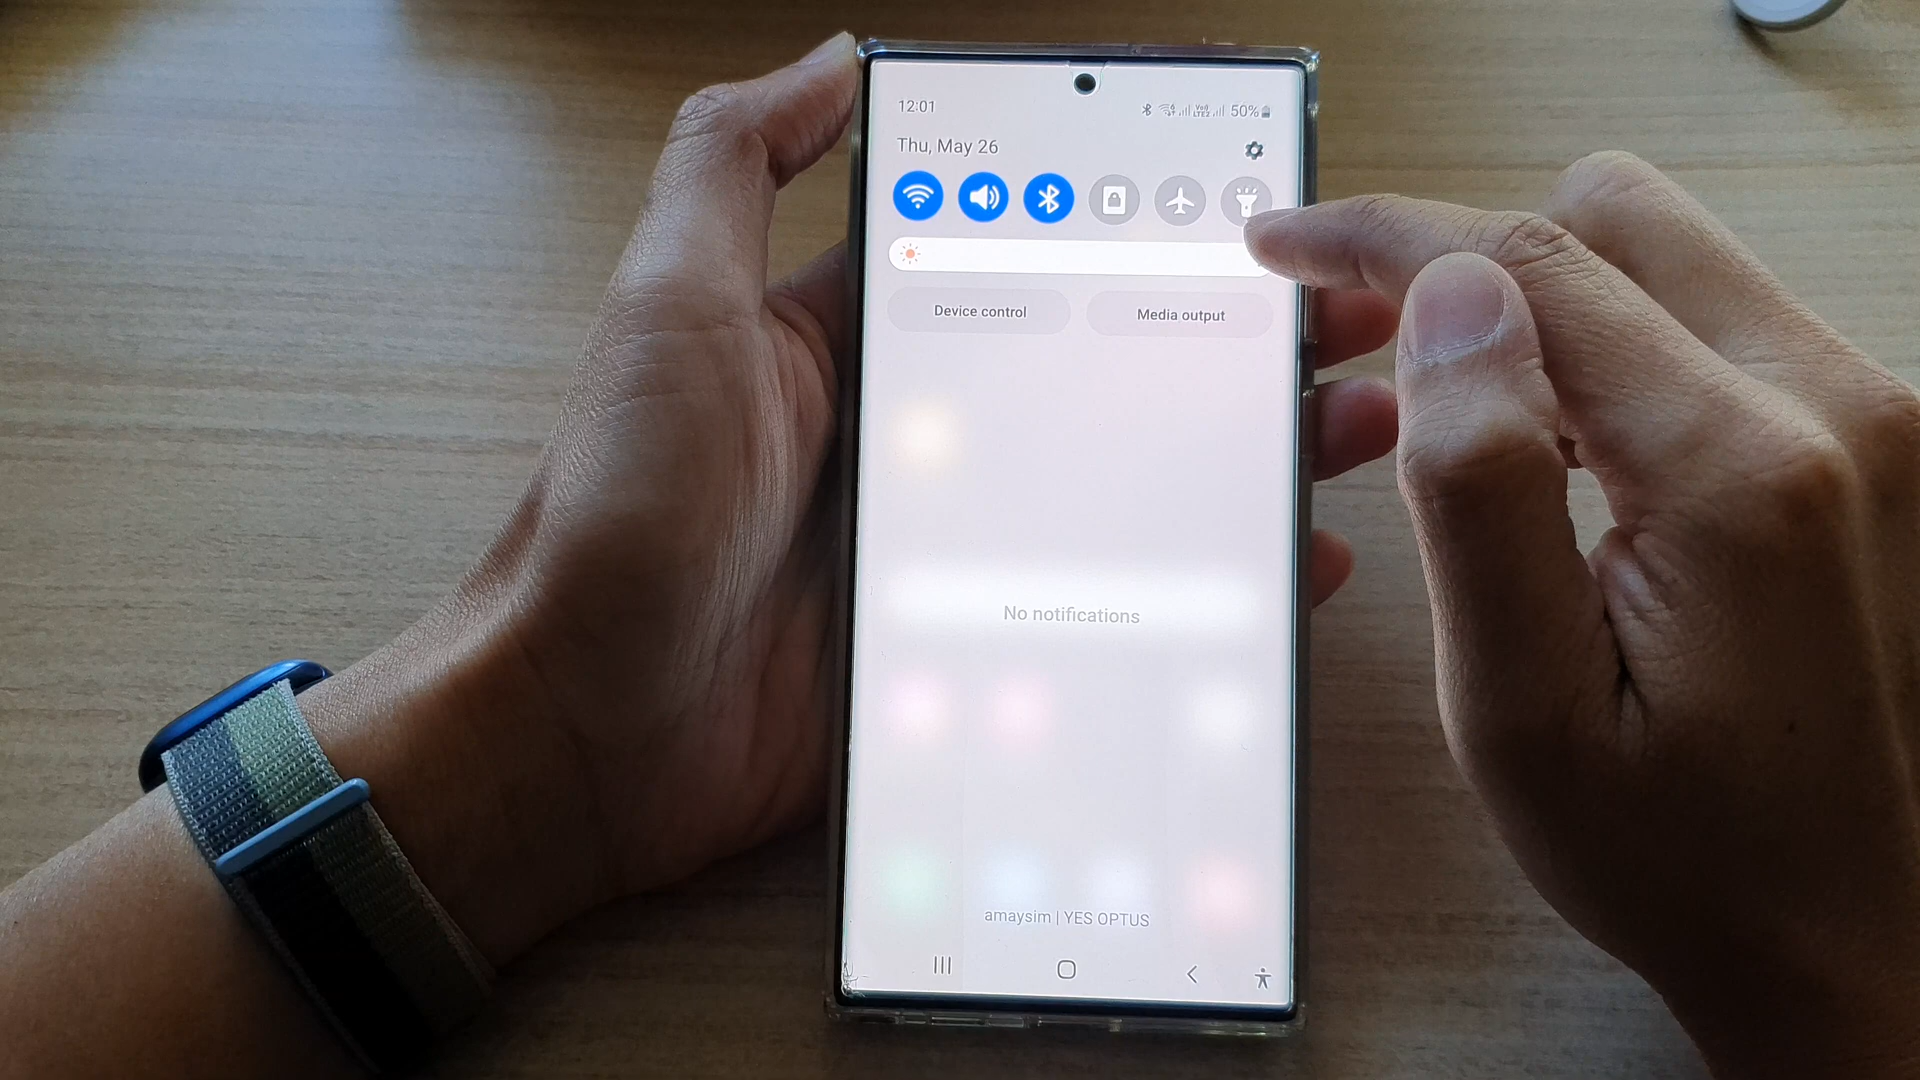 12:01 50%
Thu, May 26
Device control Media output
No notifications
amaysim | YES OPTUS